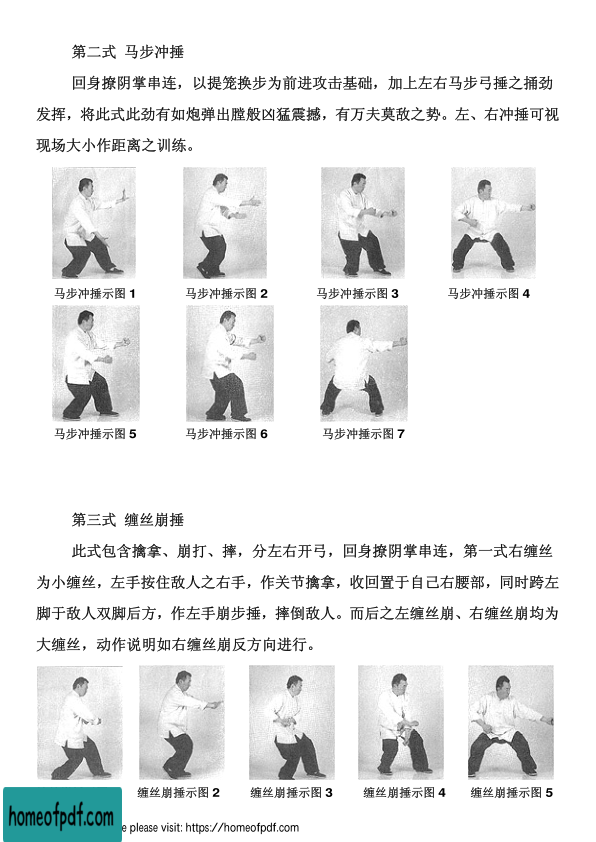 第二式 马步冲捶
回身撩阴掌串连，以提笼换步为前进攻击基础，加上左右马步弓捶之捅劲
发挥，将此式此劲有如炮弹出膛般凶猛震撼，有万夫莫敌之势。左、右冲捶可视
现场大小作距离之训练。
马步冲捶示图 1
马步冲捶示图 2
马步冲捶示图 3
马步冲捶示图 4
马步冲捶示图 5
马步冲捶示图 6
马步冲捶示图 7
第三式 缠丝崩捶
此式包含擒拿、崩打、摔，分左右开弓，回身撩阴掌串连，第一式右缠丝
为小缠丝，左手按住敌人之右手，作关节擒拿，收回置于自己右腰部，同时跨左
脚于敌人双脚后方，作左手崩步捶，摔倒敌人。而后之左缠丝崩、右缠丝崩均为
大缠丝，动作说明如右缠丝崩反方向进行。
缠丝崩捶示图 2
缠丝崩捶示图 3
缠丝崩捶示图 4
缠丝崩捶示图 5
homeofpdf.com
please visit: https://homeofpdf.com